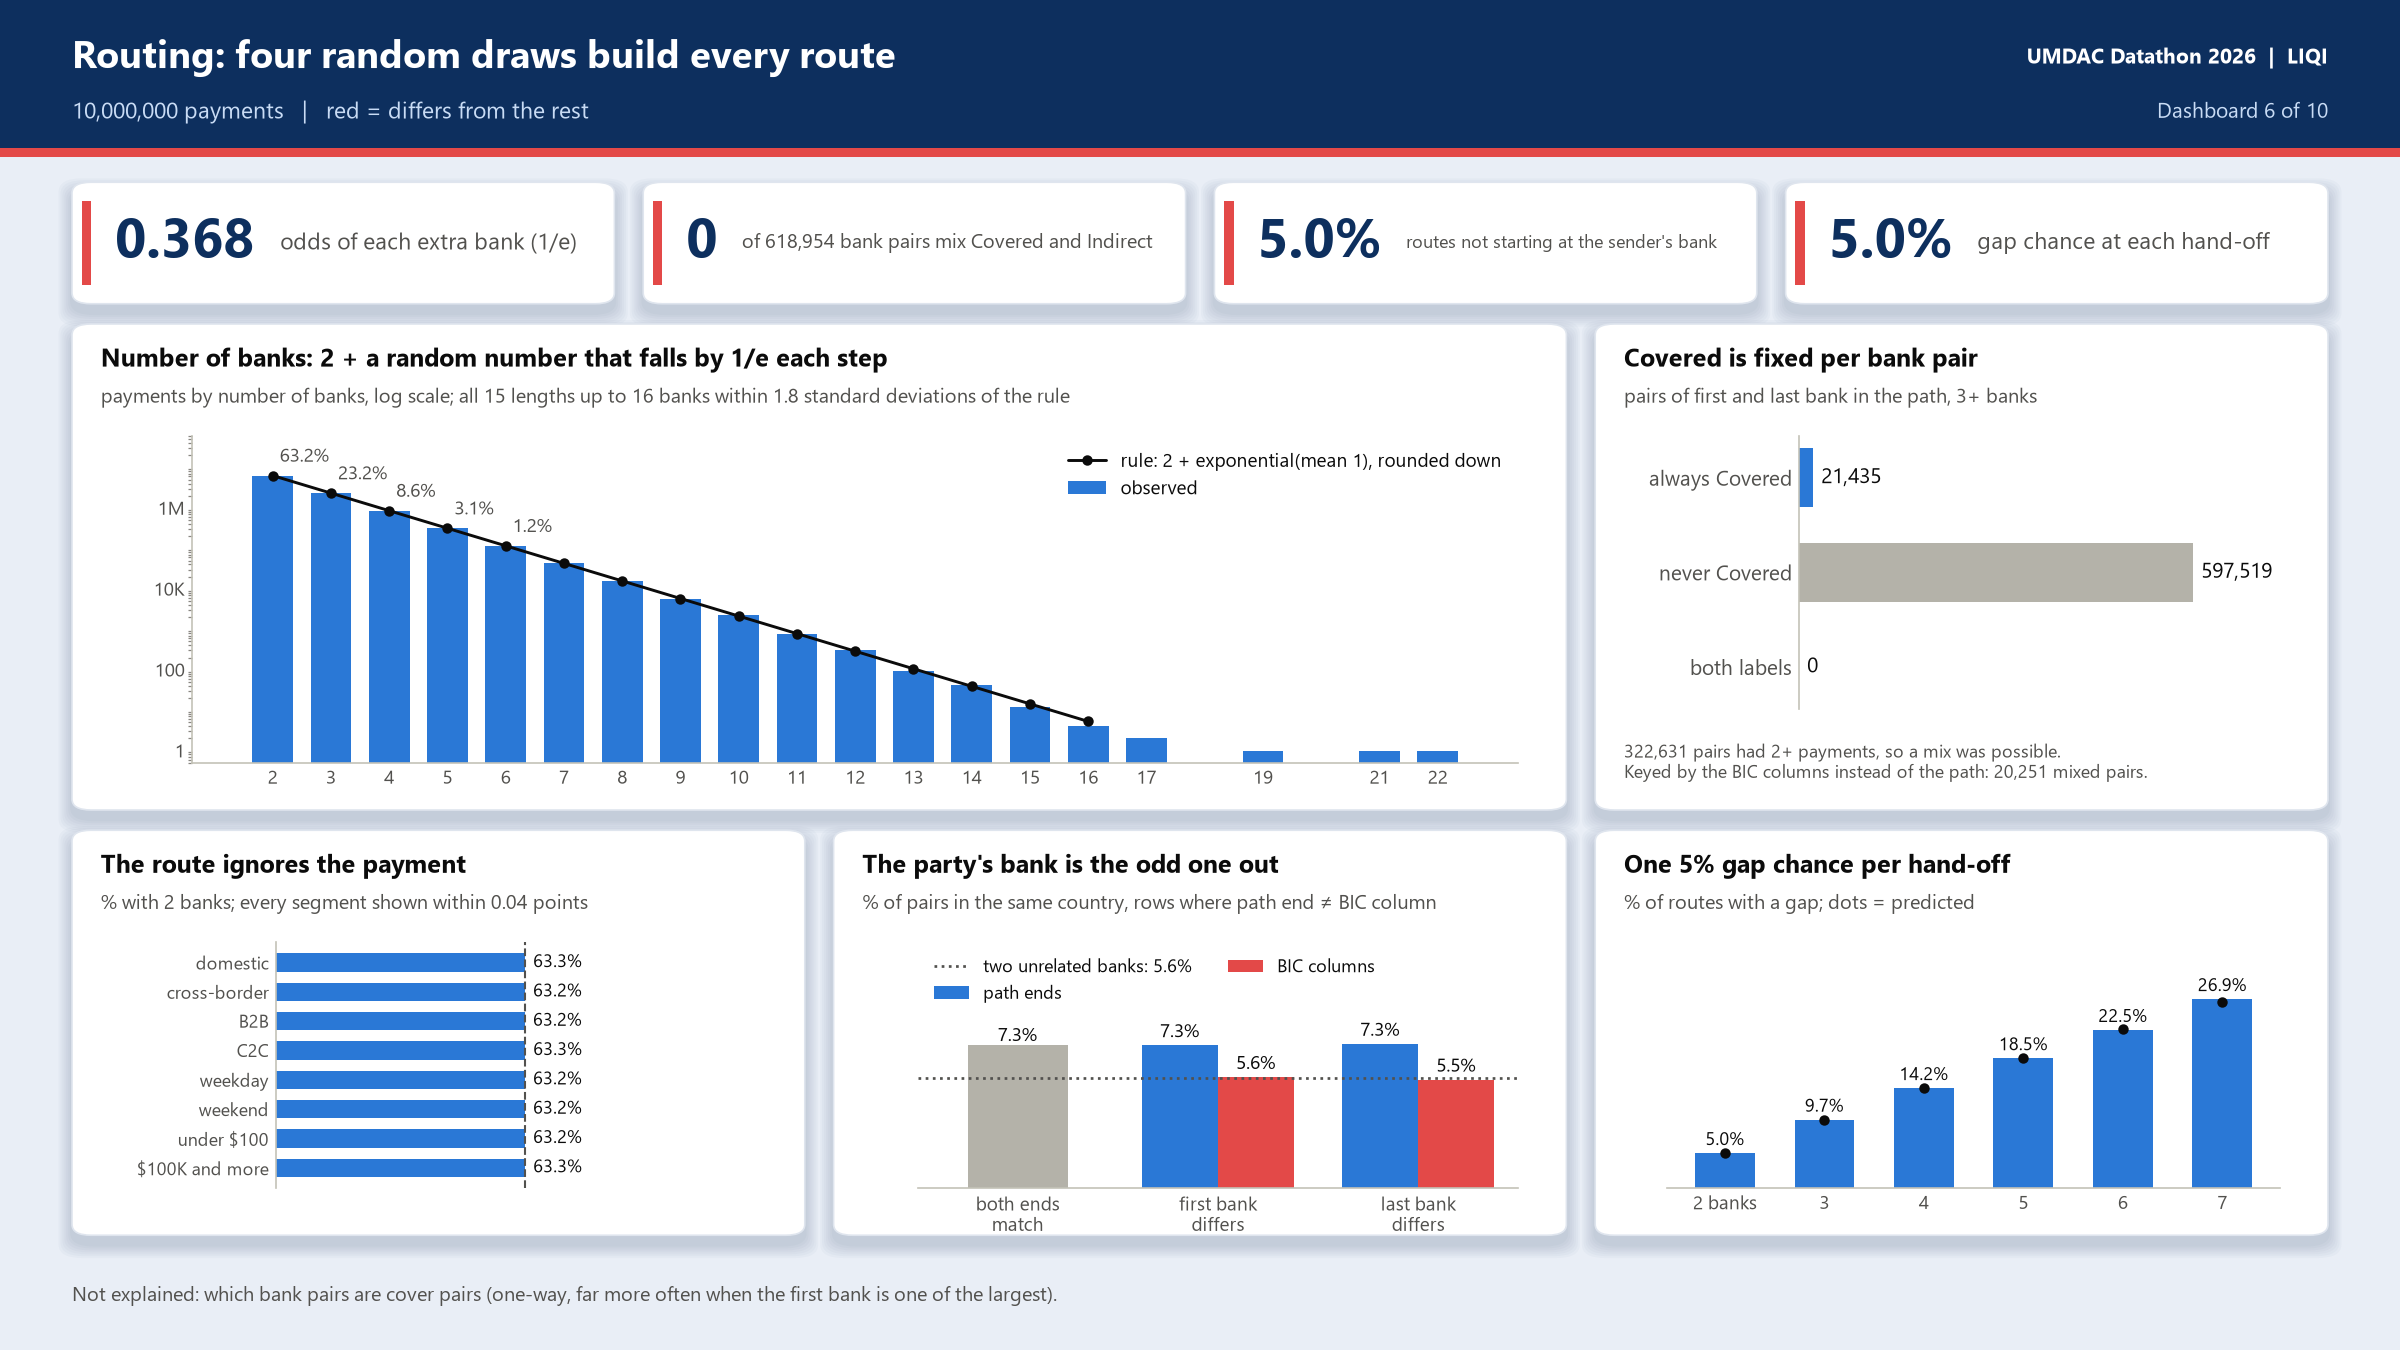 Routing: four random draws build every route
UMDAC Datathon 2026 | LIQI
10,000,000 payments | red = differs from the rest
Dashboard 6 of 10
0.368 odds of each extra bank (1/e)
0 of 618,954 bank pairs mix Covered and Indirect
5.0% routes not starting at the sender's bank
5.0% gap chance at each hand-off
Number of banks: 2 + a random number that falls by 1/e each step
payments by number of banks, log scale; all 15 lengths up to 16 banks within 1.8 standard deviations of the rule
rule: 2 + exponential(mean 1), rounded down
observed
63.2%
23.2%
8.6%
3.1%
1.2%
1M
10K
100
1
2 3 4 5 6 7 8 9 10 11 12 13 14 15 16 17 19 21 22
Covered is fixed per bank pair
pairs of first and last bank in the path, 3+ banks
always Covered 21,435
never Covered 597,519
both labels 0
322,631 pairs had 2+ payments, so a mix was possible.
Keyed by the BIC columns instead of the path: 20,251 mixed pairs.
The route ignores the payment
% with 2 banks; every segment shown within 0.04 points
domestic 63.3%
cross-border 63.2%
B2B 63.2%
C2C 63.3%
weekday 63.2%
weekend 63.2%
under $100 63.2%
$100K and more 63.3%
The party's bank is the odd one out
% of pairs in the same country, rows where path end ≠ BIC column
two unrelated banks: 5.6% BIC columns
path ends
7.3% 7.3% 5.6% 7.3% 5.5%
both ends match
first bank differs
last bank differs
One 5% gap chance per hand-off
% of routes with a gap; dots = predicted
5.0% 9.7% 14.2% 18.5% 22.5% 26.9%
2 banks 3 4 5 6 7
Not explained: which bank pairs are cover pairs (one-way, far more often when the first bank is one of the largest).